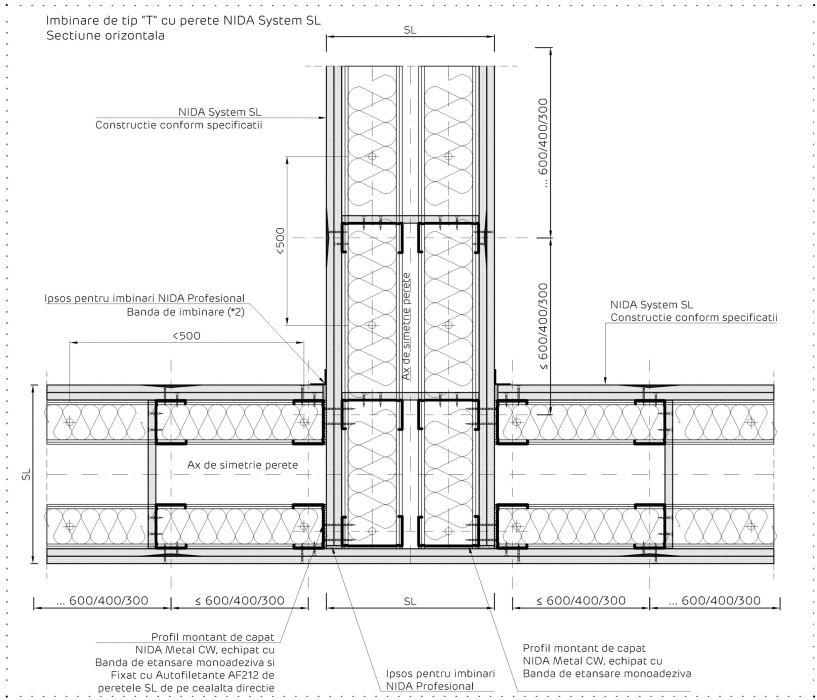 Imbinare de tip "T" cu perete NIDA System SL
Sectiune orizontala
SL
NIDA System SL
Constructie conform specificatii
... 600/400/300
<500
≤ 600/400/300
Ax de simetrie perete
Ipsos pentru imbinari NIDA Profesional
Banda de imbinare (*2)
<500
NIDA System SL
Constructie conform specificatii
SL
Ax de simetrie perete
... 600/400/300
≤ 600/400/300
SL
≤ 600/400/300
... 600/400/300
Profil montant de capat
NIDA Metal CW, echipat cu
Banda de etansare monoadeziva si
Fixat cu Autofiletante AF212 de
peretele SL de pe cealalta directie
Ipsos pentru imbinari
NIDA Profesional
Profil montant de capat
NIDA Metal CW, echipat cu
Banda de etansare monoadeziva